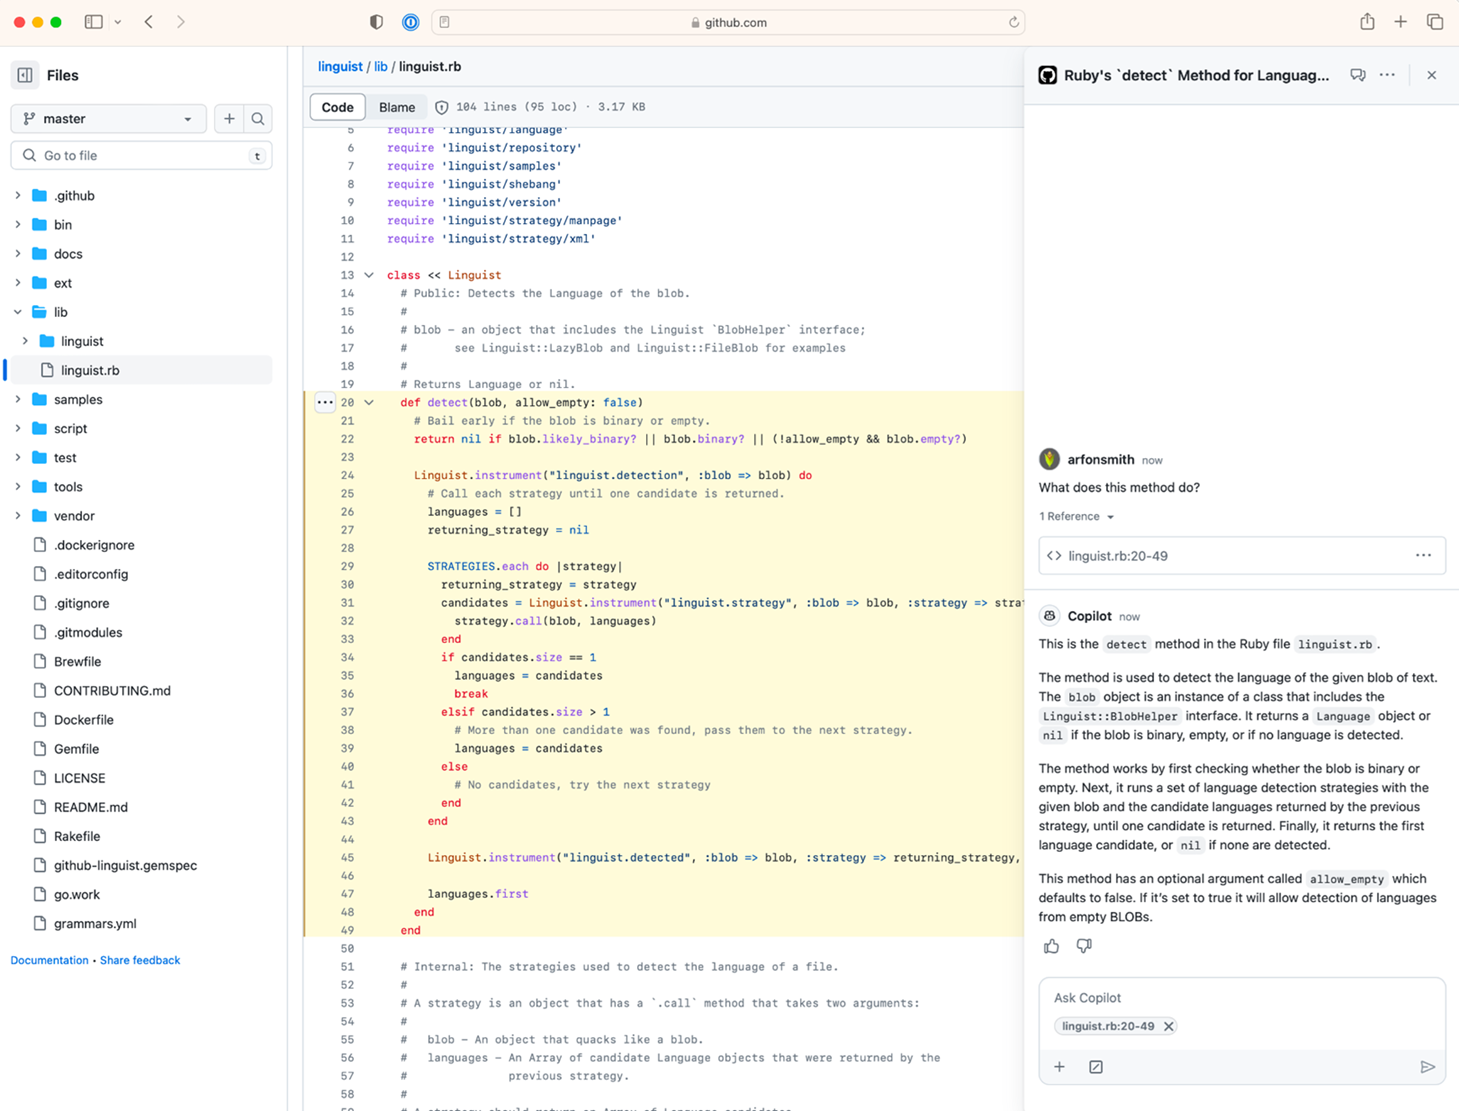 github.com
Files
master
Go to file
t
.github
bin
docs
ext
lib
linguist
linguist.rb
samples
script
test
tools
vendor
.dockerignore
.editorconfig
.gitignore
.gitmodules
Brewfile
CONTRIBUTING.md
Dockerfile
Gemfile
LICENSE
README.md
Rakefile
github-linguist.gemspec
go.work
grammars.yml
Documentation • Share feedback
linguist / lib / linguist.rb
Code Blame 104 lines (95 loc) · 3.17 KB
5 require 'linguist/language'
6 require 'linguist/repository'
7 require 'linguist/samples'
8 require 'linguist/shebang'
9 require 'linguist/version'
10 require 'linguist/strategy/manpage'
11 require 'linguist/strategy/xml'
12
13 class << Linguist
14 # Public: Detects the Language of the blob.
15 #
16 # blob - an object that includes the Linguist `BlobHelper` interface;
17 # see Linguist::LazyBlob and Linguist::FileBlob for examples
18 #
19 # Returns Language or nil.
20 def detect(blob, allow_empty: false)
21 # Bail early if the blob is binary or empty.
22 return nil if blob.likely_binary? || blob.binary? || (!allow_empty && blob.empty?)
23
24 Linguist.instrument("linguist.detection", :blob => blob) do
25 # Call each strategy until one candidate is returned.
26 languages = []
27 returning_strategy = nil
28
29 STRATEGIES.each do |strategy|
30 returning_strategy = strategy
31 candidates = Linguist.instrument("linguist.strategy", :blob => blob, :strategy => strat
32 strategy.call(blob, languages)
33 end
34 if candidates.size == 1
35 languages = candidates
36 break
37 elsif candidates.size > 1
38 # More than one candidate was found, pass them to the next strategy.
39 languages = candidates
40 else
41 # No candidates, try the next strategy
42 end
43 end
44
45 Linguist.instrument("linguist.detected", :blob => blob, :strategy => returning_strategy,
46
47 languages.first
48 end
49 end
50
51 # Internal: The strategies used to detect the language of a file.
52 #
53 # A strategy is an object that has a `.call` method that takes two arguments:
54 #
55 # blob - An object that quacks like a blob.
56 # languages - An Array of candidate Language objects that were returned by the
57 # previous strategy.
58 #
Ruby's `detect` Method for Languag...
arfonsmith now
What does this method do?
1 Reference
linguist.rb:20-49
Copilot now
This is the detect method in the Ruby file linguist.rb.
The method is used to detect the language of the given blob of text.
The blob object is an instance of a class that includes the
Linguist::BlobHelper interface. It returns a Language object or
nil if the blob is binary, empty, or if no language is detected.
The method works by first checking whether the blob is binary or
empty. Next, it runs a set of language detection strategies with the
given blob and the candidate languages returned by the previous
strategy, until one candidate is returned. Finally, it returns the first
language candidate, or nil if none are detected.
This method has an optional argument called allow_empty which
defaults to false. If it's set to true it will allow detection of languages
from empty BLOBs.
Ask Copilot
linguist.rb:20-49